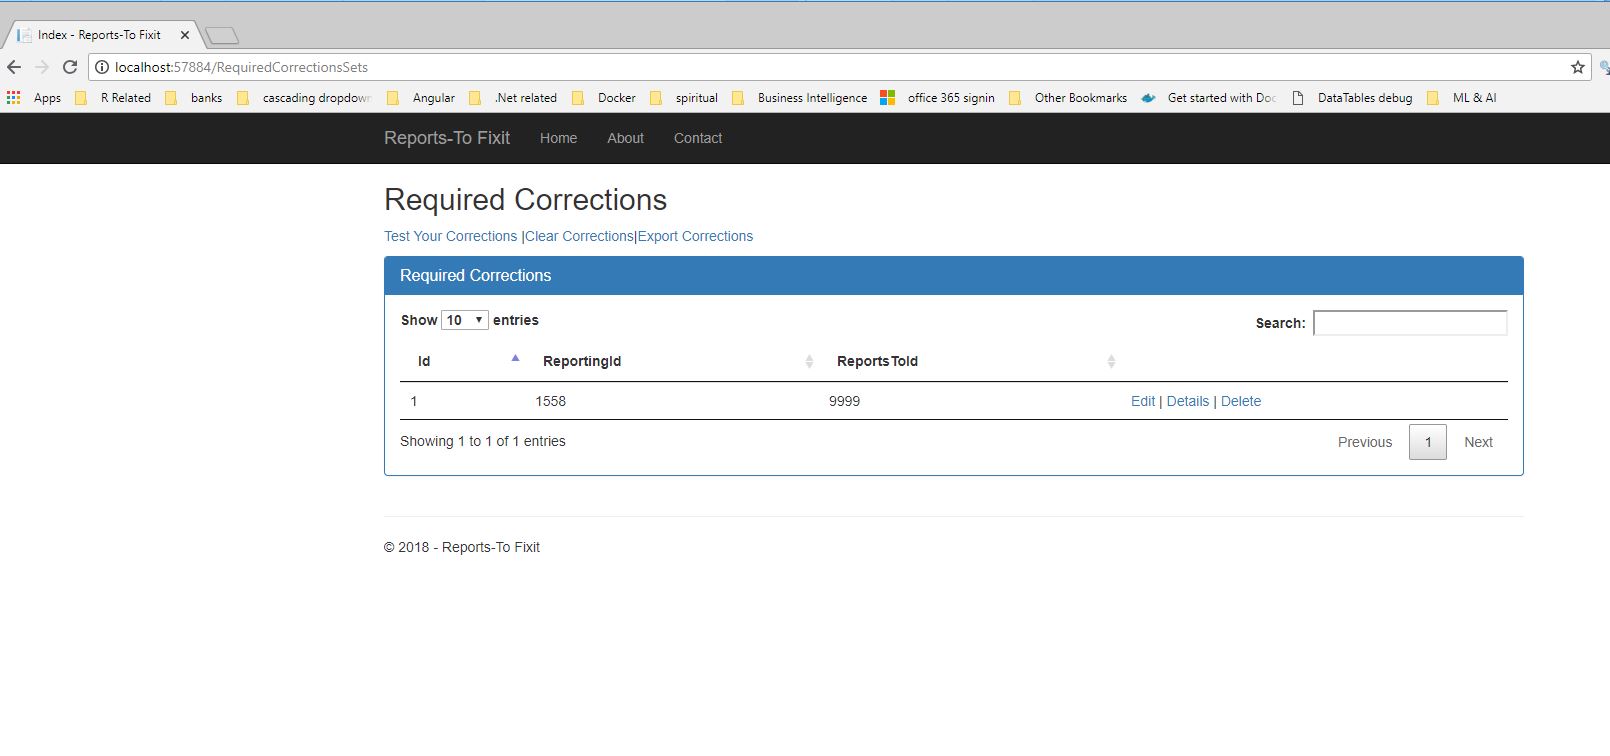 Index - Reports-To Fixit
localhost:57884/RequiredCorrectionsSets
Apps R Related banks cascading dropdown Angular .Net related Docker spiritual Business Intelligence office 365 signin Other Bookmarks Get started with Doc DataTables debug ML & AI
Reports-To Fixit Home About Contact
Required Corrections
Test Your Corrections |Clear Corrections|Export Corrections
Required Corrections
Show 10 entries Search:
Id ReportingId ReportsToId
1 1558 9999 Edit | Details | Delete
Showing 1 to 1 of 1 entries Previous 1 Next
© 2018 - Reports-To Fixit